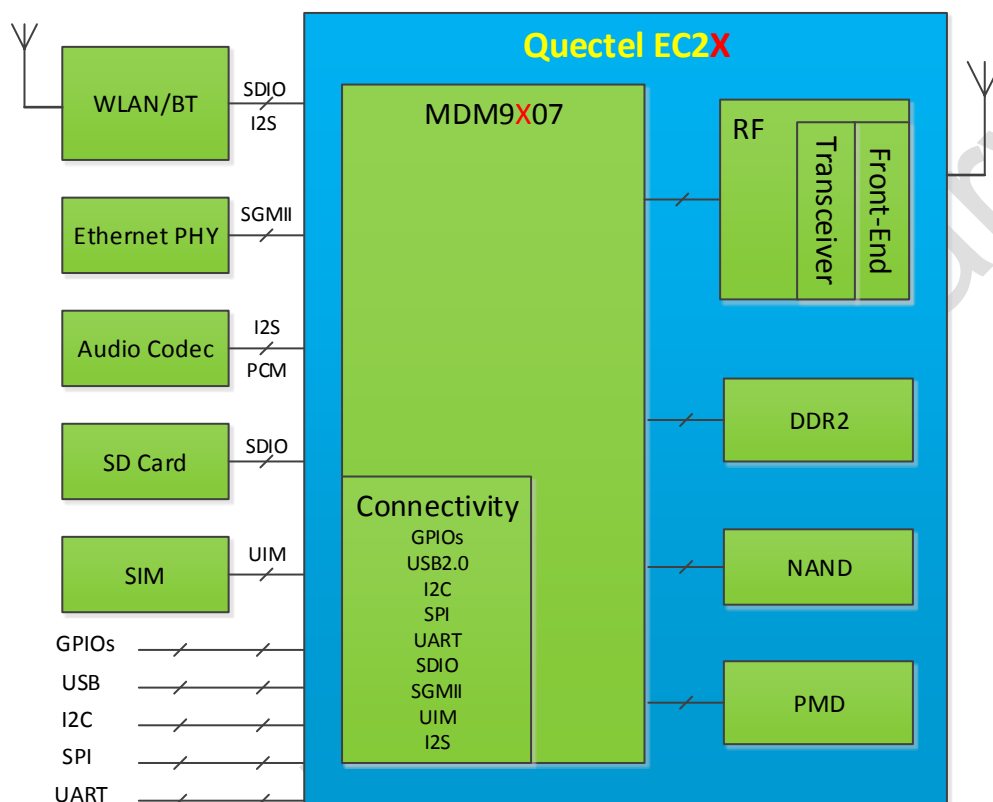 Quectel EC2X
WLAN/BT
SDIO
I2S
Ethernet PHY
SGMII
Audio Codec
I2S
PCM
SD Card
SDIO
SIM
UIM
GPIOs
USB
I2C
SPI
UART
MDM9X07
Connectivity
GPIOs
USB2.0
I2C
SPI
UART
SDIO
SGMII
UIM
I2S
RF
Transceiver
Front-End
DDR2
NAND
PMD